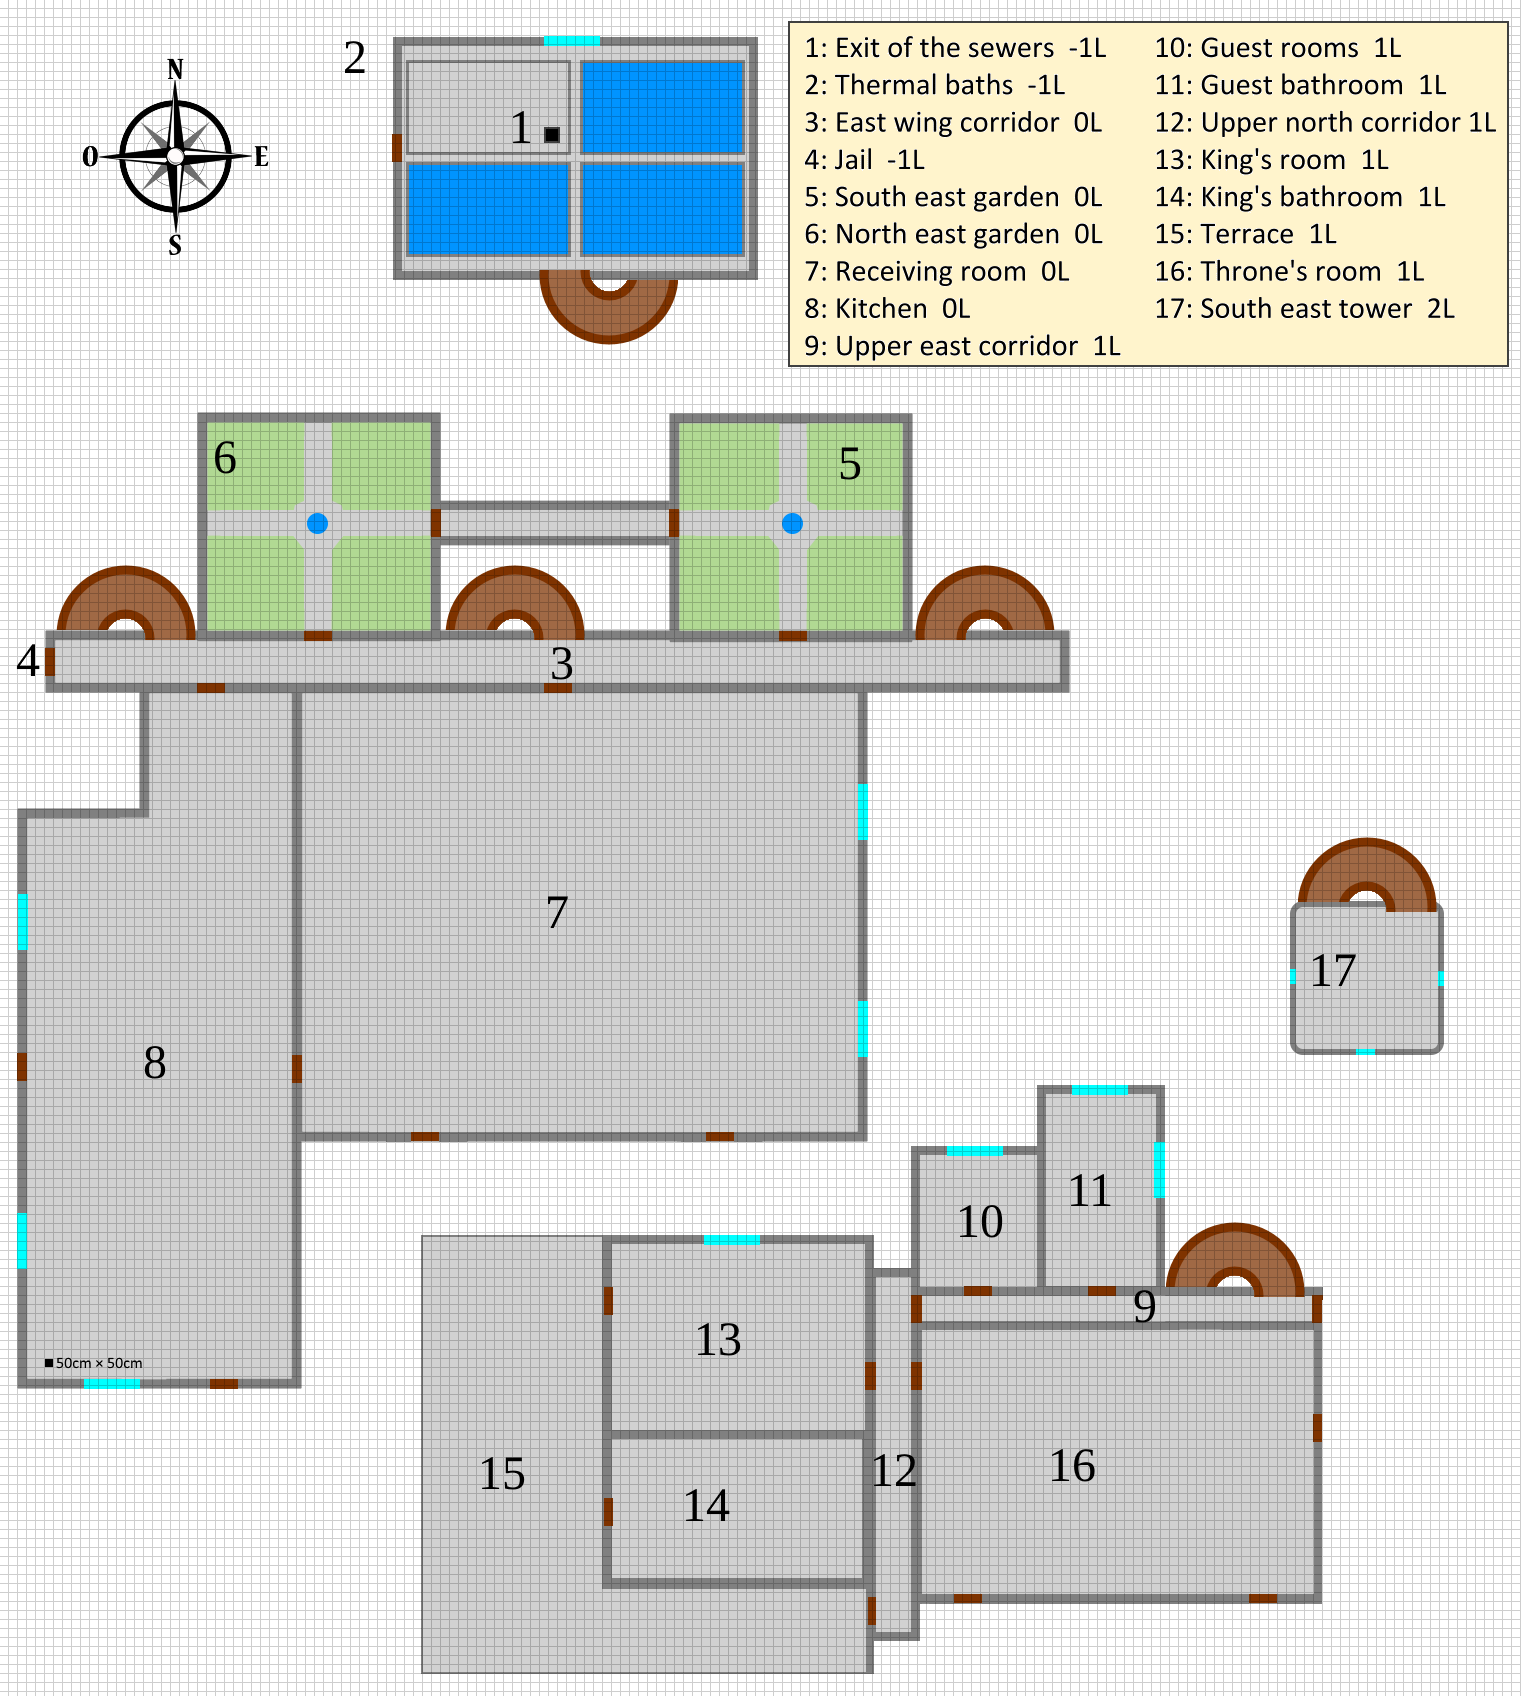 2
N
O
E
S
1
1: Exit of the sewers -1L
2: Thermal baths -1L
3: East wing corridor 0L
4: Jail -1L
5: South east garden 0L
6: North east garden 0L
7: Receiving room 0L
8: Kitchen 0L
9: Upper east corridor 1L
10: Guest rooms 1L
11: Guest bathroom 1L
12: Upper north corridor 1L
13: King's room 1L
14: King's bathroom 1L
15: Terrace 1L
16: Throne's room 1L
17: South east tower 2L
6
5
4
3
7
17
8
11
10
9
13
50cm × 50cm
15
12
16
14